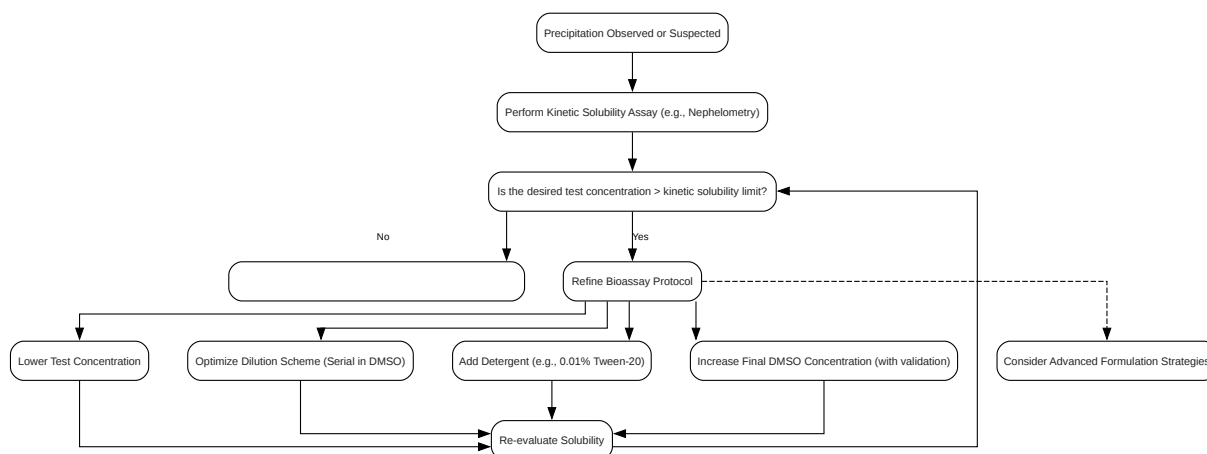 Precipitation Observed or Suspected
Perform Kinetic Solubility Assay (e.g., Nephelometry)
Is the desired test concentration > kinetic solubility limit?
No
Yes
Refine Bioassay Protocol
Lower Test Concentration
Optimize Dilution Scheme (Serial in DMSO)
Add Detergent (e.g., 0.01% Tween-20)
Increase Final DMSO Concentration (with validation)
Consider Advanced Formulation Strategies
Re-evaluate Solubility